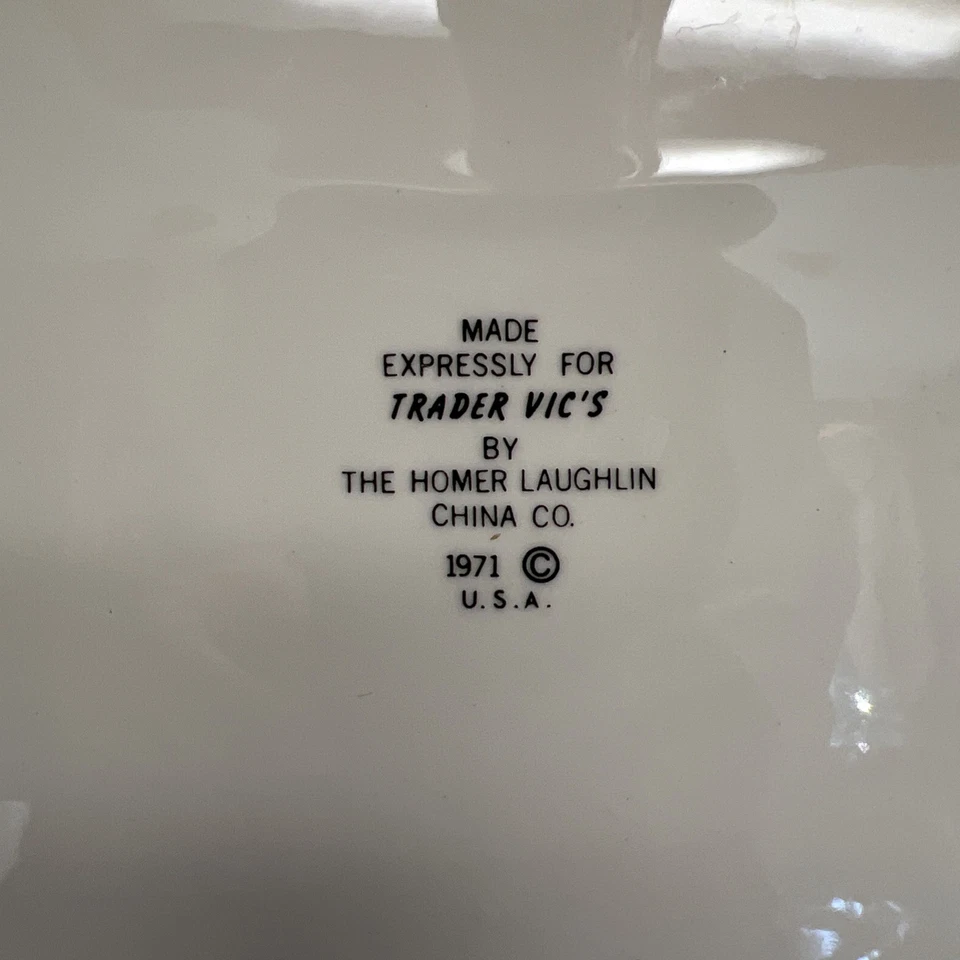 MADE
EXPRESSLY FOR
TRADER VIC'S
BY
THE HOMER LAUGHLIN
CHINA CO.
1971 ©
U.S.A.